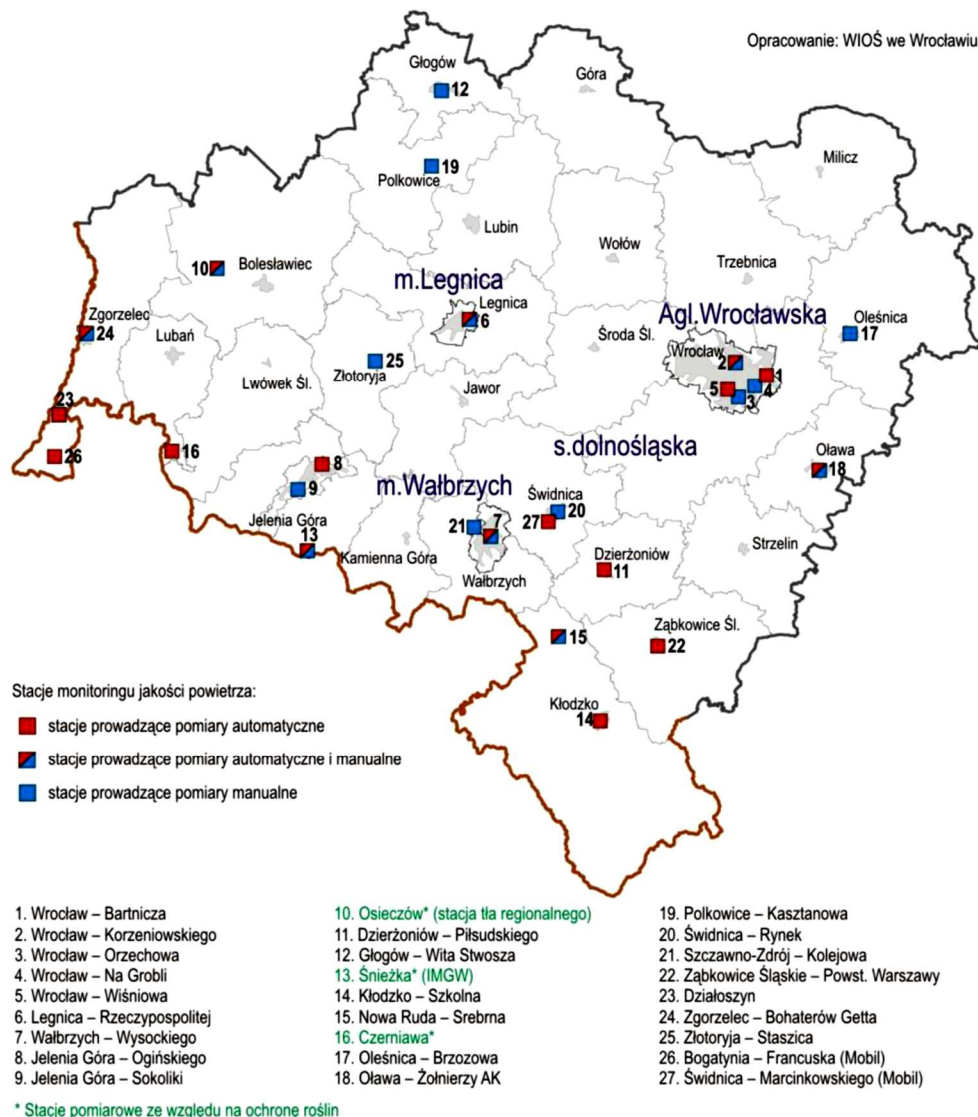 Opracowanie: WIOŚ we Wrocławiu
Głogów
12
Góra
Milicz
19
Polkowice
Lubin
Wołów
Trzebnica
10
Bolesławiec
m.Legnica
Legnica
6
Agl.Wrocławska
Oleśnica
17
Zgorzelec
24
Lubań
Lwówek Śl.
25
Złotoryja
Jawor
Środa Śl.
Wrocław
2
1
5
4
3
23
26
16
8
9
Jelenia Góra
13
s.dolnośląska
m.Wałbrzych
Oława
18
Świdnica
20
27
21
7
Kamienna Góra
Wałbrzych
Dzierżoniów
11
Strzelin
15
Ząbkowice Śl.
22
Kłodzko
14
Stacje monitoringu jakości powietrza:
stacje prowadzące pomiary automatyczne
stacje prowadzące pomiary automatyczne i manualne
stacje prowadzące pomiary manualne
1. Wrocław – Bartnicza
2. Wrocław – Korzeniowskiego
3. Wrocław – Orzechowa
4. Wrocław – Na Grobli
5. Wrocław – Wiśniowa
6. Legnica – Rzeczypospolitej
7. Wałbrzych – Wysockiego
8. Jelenia Góra – Ogińskiego
9. Jelenia Góra – Sokoliki
10. Osieczów* (stacja tła regionalnego)
11. Dzierżoniów – Piłsudskiego
12. Głogów – Wita Stwosza
13. Śnieżka* (IMGW)
14. Kłodzko – Szkolna
15. Nowa Ruda – Srebrna
16. Czerniawa*
17. Oleśnica – Brzozowa
18. Oława – Żołnierzy AK
19. Polkowice – Kasztanowa
20. Świdnica – Rynek
21. Szczawno-Zdrój – Kolejowa
22. Ząbkowice Śląskie – Powst. Warszawy
23. Działoszyn
24. Zgorzelec – Bohaterów Getta
25. Złotoryja – Staszica
26. Bogatynia – Francuska (Mobil)
27. Świdnica – Marcinkowskiego (Mobil)
* Stacje pomiarowe ze względu na ochronę roślin